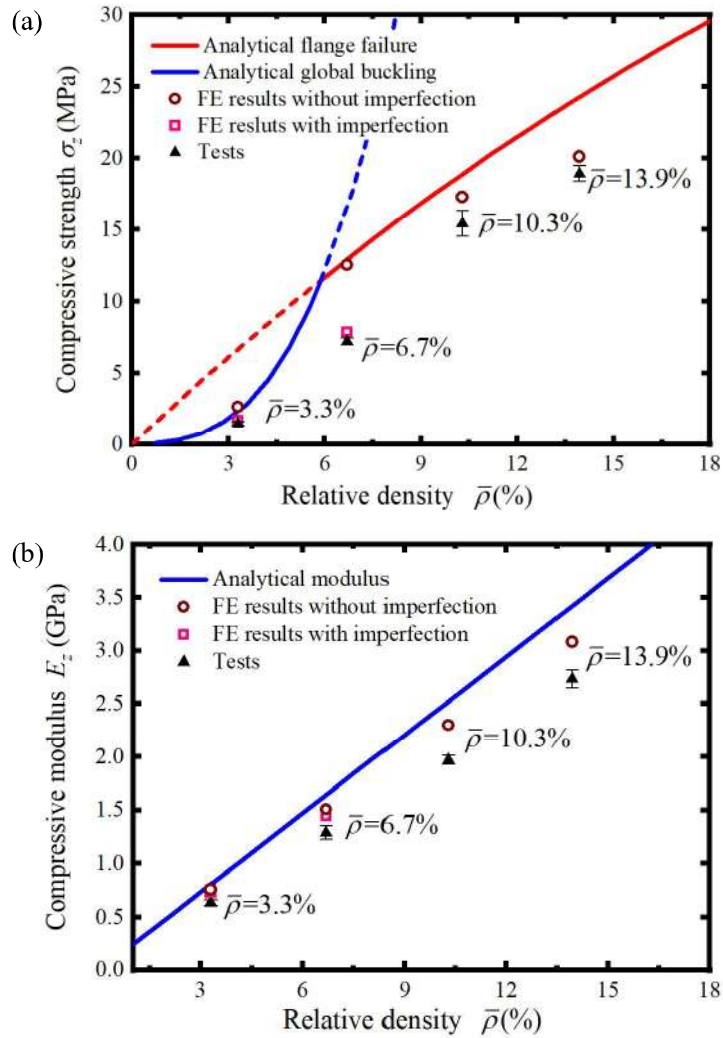 (a)
30
25
20
15
10
5
0
Compressive strength σz (MPa)
Analytical flange failure
Analytical global buckling
FE results without imperfection
FE resluts with imperfection
Tests
ρ̄=13.9%
ρ̄=10.3%
ρ̄=6.7%
ρ̄=3.3%
0 3 6 9 12 15 18
Relative density ρ̄(%)
(b)
4.0
3.5
3.0
2.5
2.0
1.5
1.0
0.5
0.0
Compressive modulus Ez (GPa)
Analytical modulus
FE results without imperfection
FE results with imperfection
Tests
ρ̄=13.9%
ρ̄=10.3%
ρ̄=6.7%
ρ̄=3.3%
3 6 9 12 15 18
Relative density ρ̄(%)